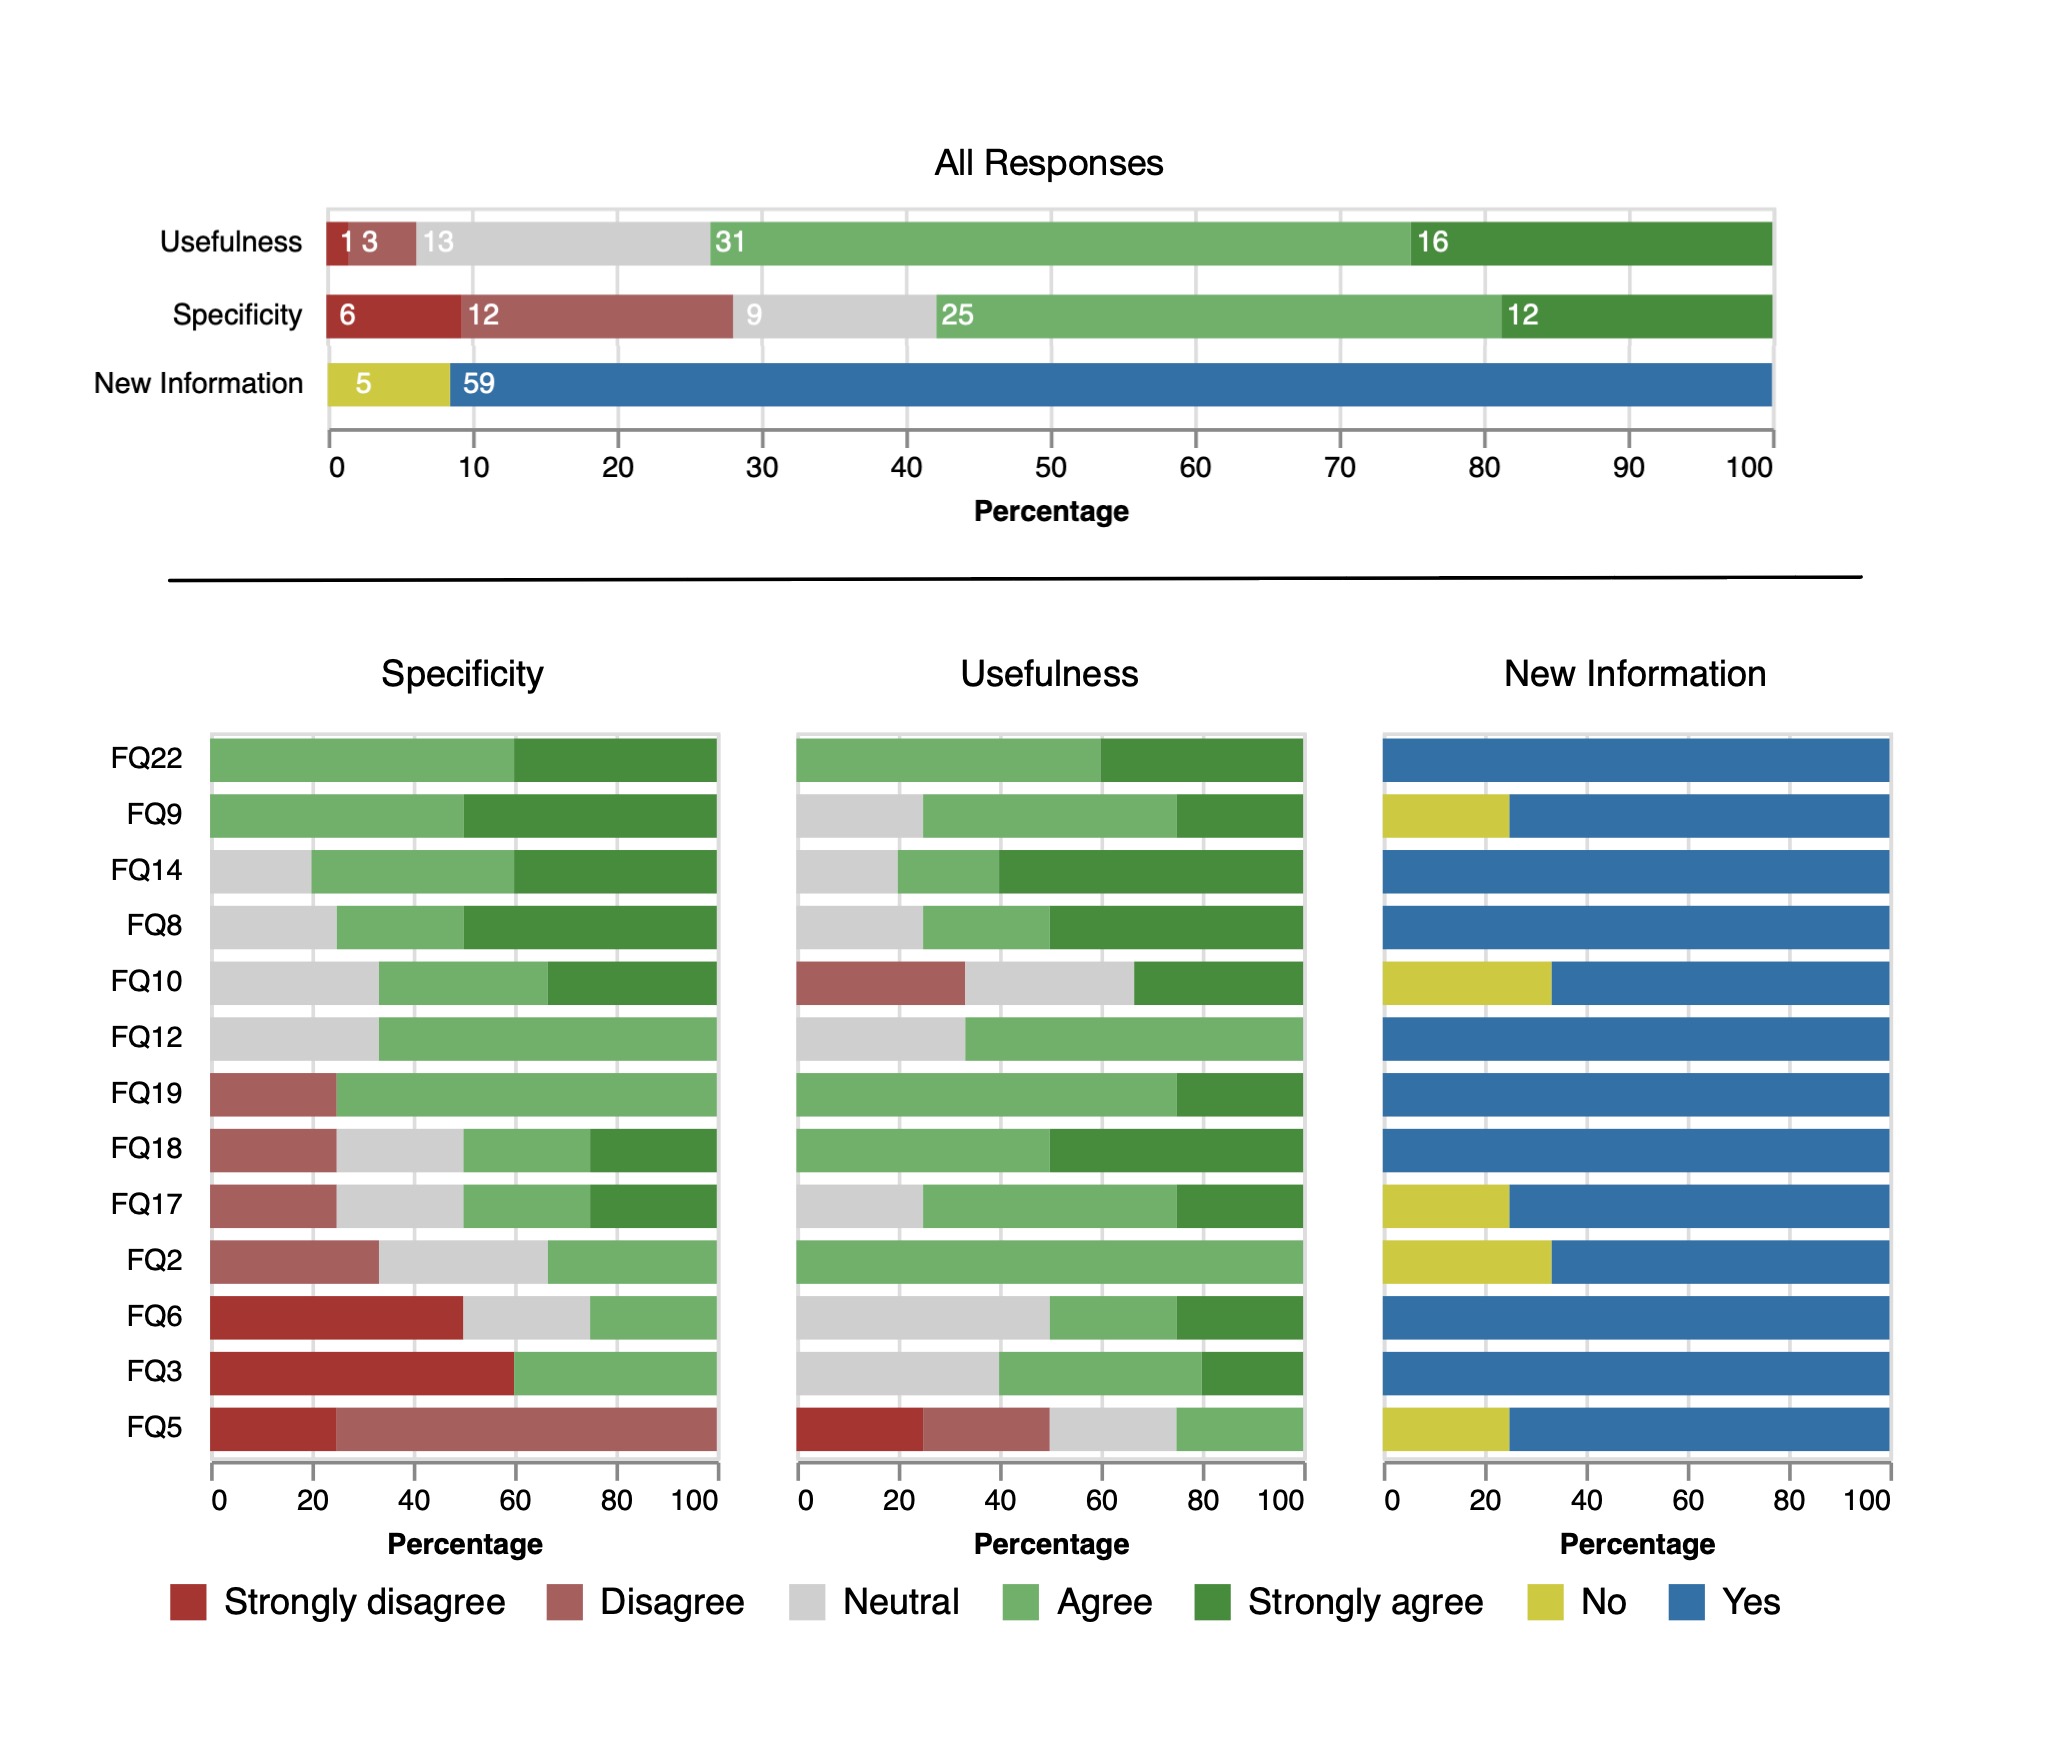 All Responses
Usefulness 1 3 13 31 16
Specificity 6 12 9 25 12
New Information 5 59
0 10 20 30 40 50 60 70 80 90 100
Percentage
Specificity Usefulness New Information
FQ22
FQ9
FQ14
FQ8
FQ10
FQ12
FQ19
FQ18
FQ17
FQ2
FQ6
FQ3
FQ5
0 20 40 60 80 100 0 20 40 60 80 100 0 20 40 60 80 100
Percentage Percentage Percentage
Strongly disagree Disagree Neutral Agree Strongly agree No Yes